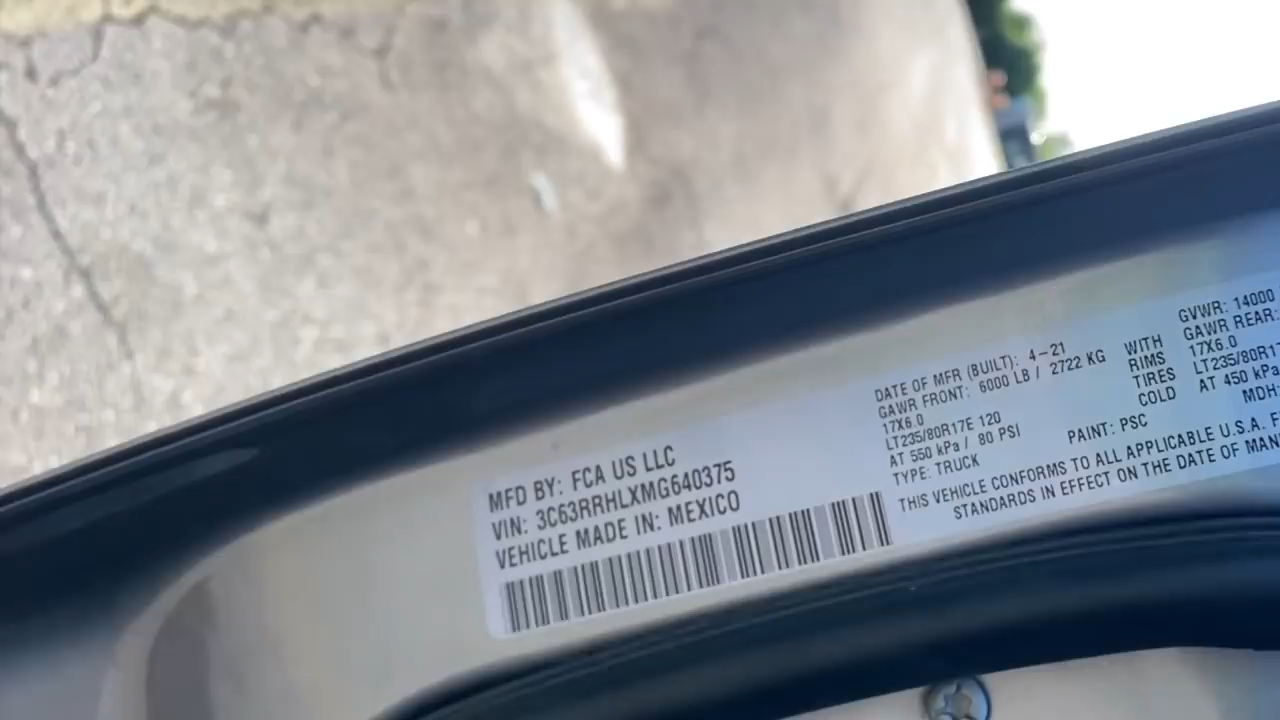 MFD BY: FCA US LLC
VIN: 3C63RRHLXMG640375
VEHICLE MADE IN: MEXICO
DATE OF MFR (BUILT): 4-21
GAWR FRONT: 6000 LB / 2722 KG
17X6.0
LT235/80R17E 120
AT 550 kPa / 80 PSI
TYPE: TRUCK
PAINT: PSC
WITH
RIMS
TIRES
COLD
GVWR: 14000
GAWR REAR:
17X6.0
LT235/80R17
AT 450 kPa
MDH:
THIS VEHICLE CONFORMS TO ALL APPLICABLE U.S.A.
STANDARDS IN EFFECT ON THE DATE OF